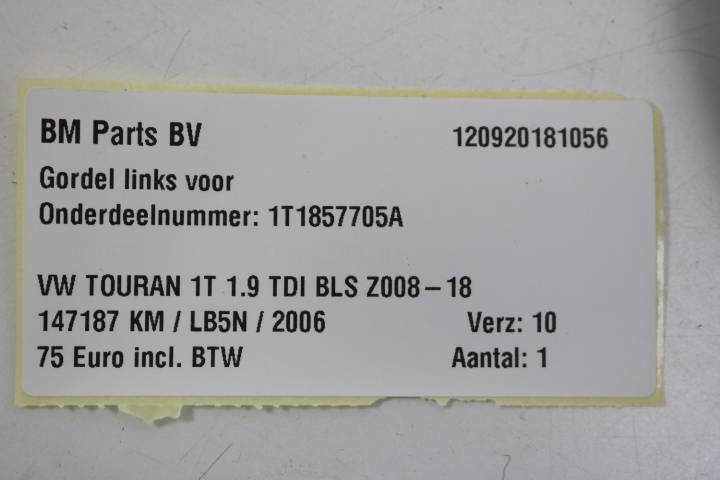 BM Parts BV 120920181056
Gordel links voor
Onderdeelnummer: 1T1857705A
VW TOURAN 1T 1.9 TDI BLS Z008-18
147187 KM / LB5N / 2006 Verz: 10
75 Euro incl. BTW Aantal: 1